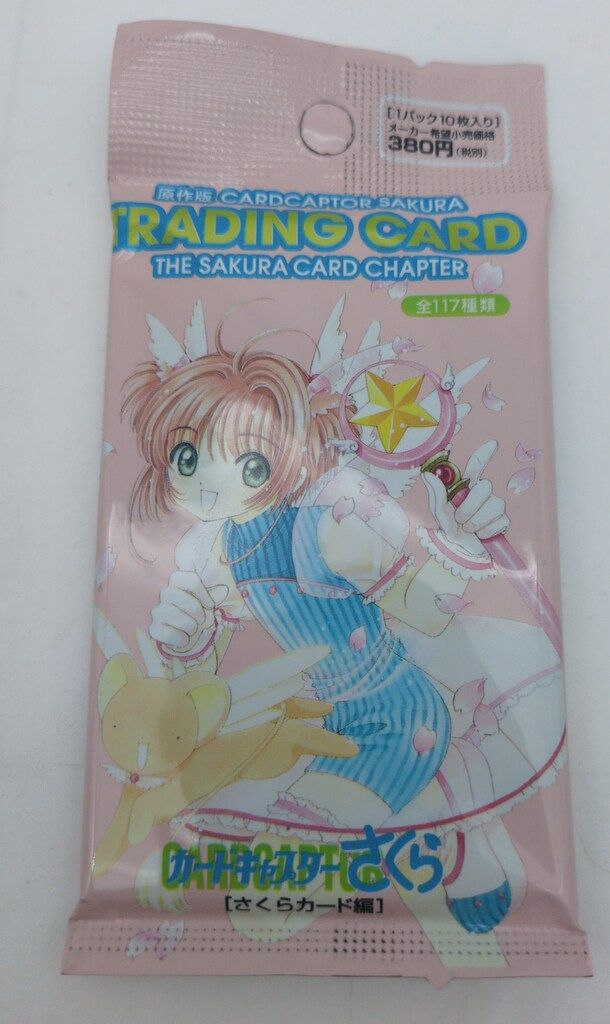 [1パック10枚入り]
メーカー希望小売価格
380円(税別)
原作版 CARDCAPTOR SAKURA
TRADING CARD
THE SAKURA CARD CHAPTER
全117種類
CARDCAPTOR
カードキャプターさくら
[さくらカード編]